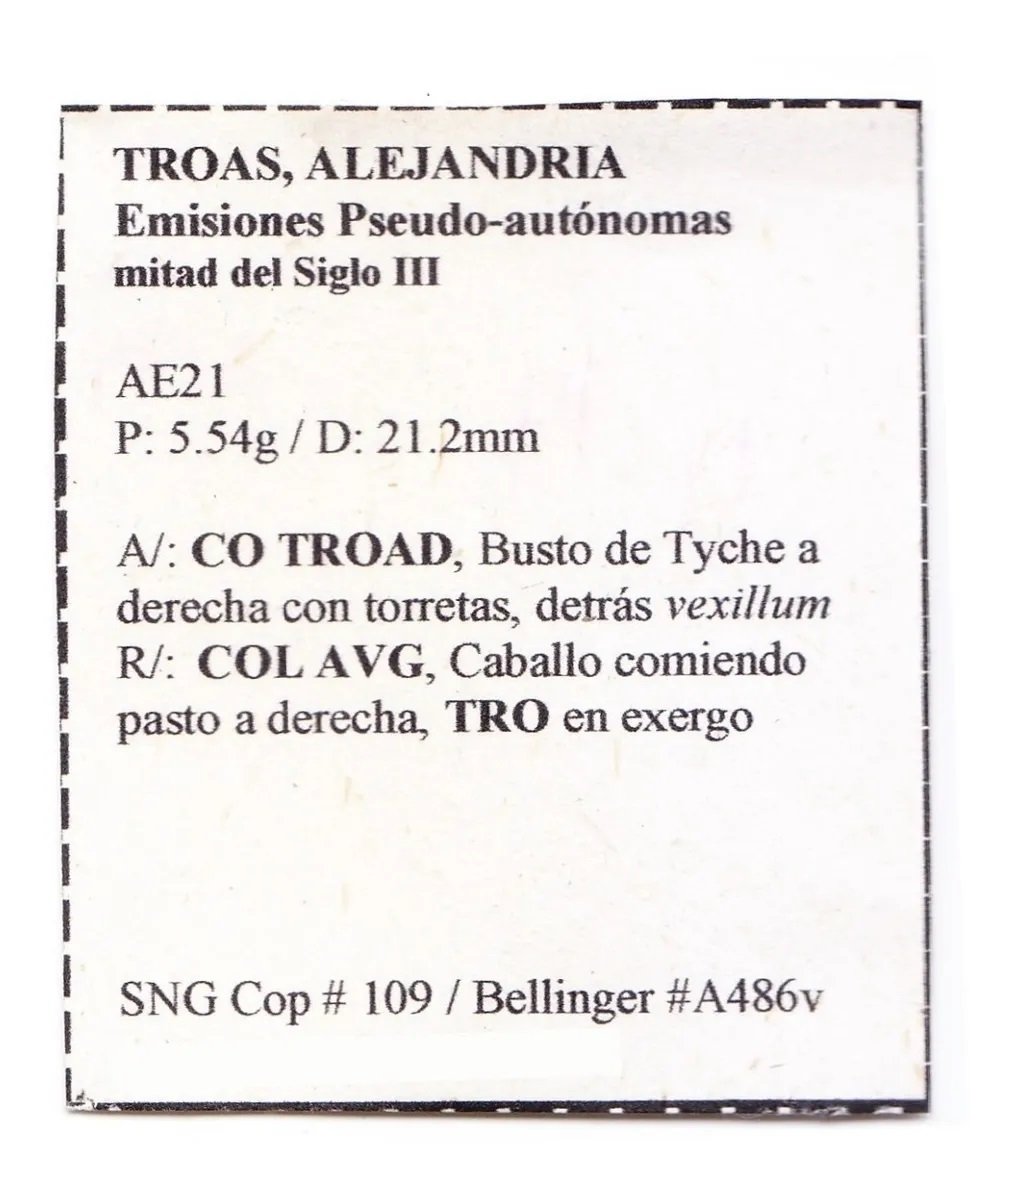 TROAS, ALEJANDRIA
Emisiones Pseudo-autónomas
mitad del Siglo III
AE21
P: 5.54g / D: 21.2mm
A/: CO TROAD, Busto de Tyche a
derecha con torretas, detrás vexillum
R/: COL AVG, Caballo comiendo
pasto a derecha, TRO en exergo
SNG Cop # 109 / Bellinger #A486v